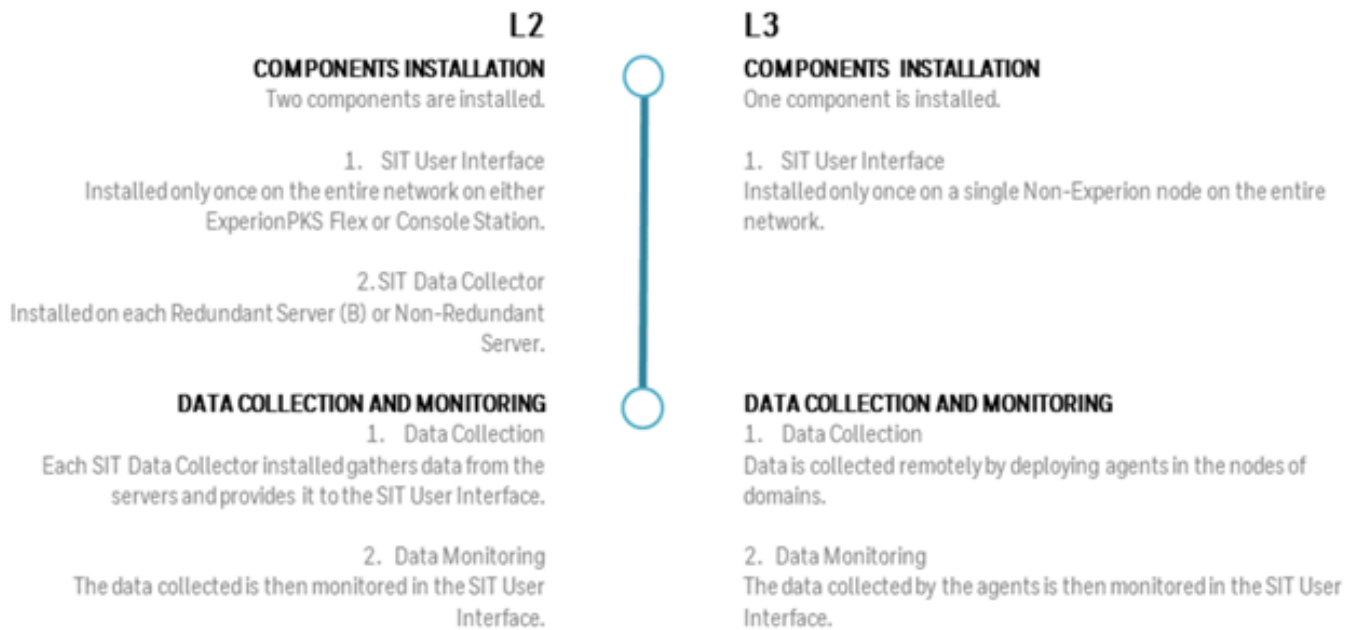 L2
COMPONENTS INSTALLATION
Two components are installed.
1. SIT User Interface
Installed only once on the entire network on either
ExperionPKS Flex or Console Station.
2. SIT Data Collector
Installed on each Redundant Server (B) or Non-Redundant
Server.
DATA COLLECTION AND MONITORING
1. Data Collection
Each SIT Data Collector installed gathers data from the
servers and provides it to the SIT User Interface.
2. Data Monitoring
The data collected is then monitored in the SIT User
Interface.
L3
COMPONENTS INSTALLATION
One component is installed.
1. SIT User Interface
Installed only once on a single Non-Experion node on the entire
network.
DATA COLLECTION AND MONITORING
1. Data Collection
Data is collected remotely by deploying agents in the nodes of
domains.
2. Data Monitoring
The data collected by the agents is then monitored in the SIT User
Interface.